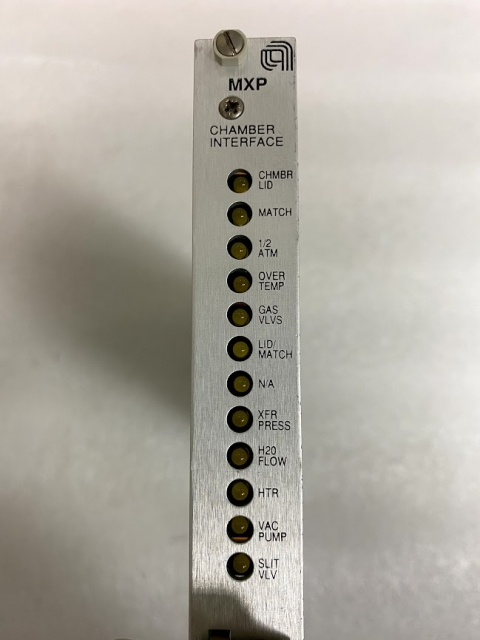 MXP
CHAMBER
INTERFACE
CHMBR
LID
MATCH
1/2
ATM
OVER
TEMP
GAS
VLVS
LID/
MATCH
N/A
XFR
PRESS
H20
FLOW
HTR
VAC
PUMP
SLIT
VLV